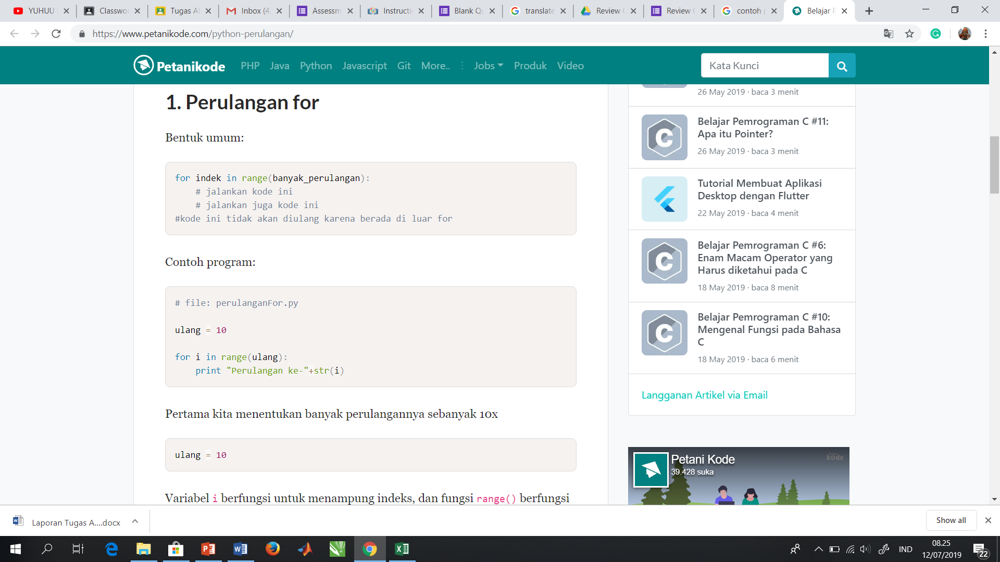 YUHUU
Classwo
Tugas A
Inbox (4
Assessm
Instructi
Blank Qu
translate
Review
Review
contoh
Belajar P
https://www.petanikode.com/python-perulangan/
Petanikode
PHP Java Python Javascript Git More.. Jobs Produk Video
Kata Kunci
1. Perulangan for
Bentuk umum:
for indek in range(banyak_perulangan):
# jalankan kode ini
# jalankan juga kode ini
#kode ini tidak akan diulang karena berada di luar for
Contoh program:
# file: perulanganFor.py
ulang = 10
for i in range(ulang):
print "Perulangan ke-"+str(i)
Pertama kita menentukan banyak perulangannya sebanyak 10x
ulang = 10
Variabel i berfungsi untuk menampung indeks, dan fungsi range() berfungsi
26 May 2019 · baca 3 menit
Belajar Pemrograman C #11:
Apa itu Pointer?
26 May 2019 · baca 3 menit
Tutorial Membuat Aplikasi
Desktop dengan Flutter
22 May 2019 · baca 4 menit
Belajar Pemrograman C #6:
Enam Macam Operator yang
Harus diketahui pada C
18 May 2019 · baca 8 menit
Belajar Pemrograman C #10:
Mengenal Fungsi pada Bahasa
C
18 May 2019 · baca 6 menit
Langganan Artikel via Email
Petani Kode
39.428 suka
kode
Laporan Tugas A....docx
Show all
IND
08.25
12/07/2019
22